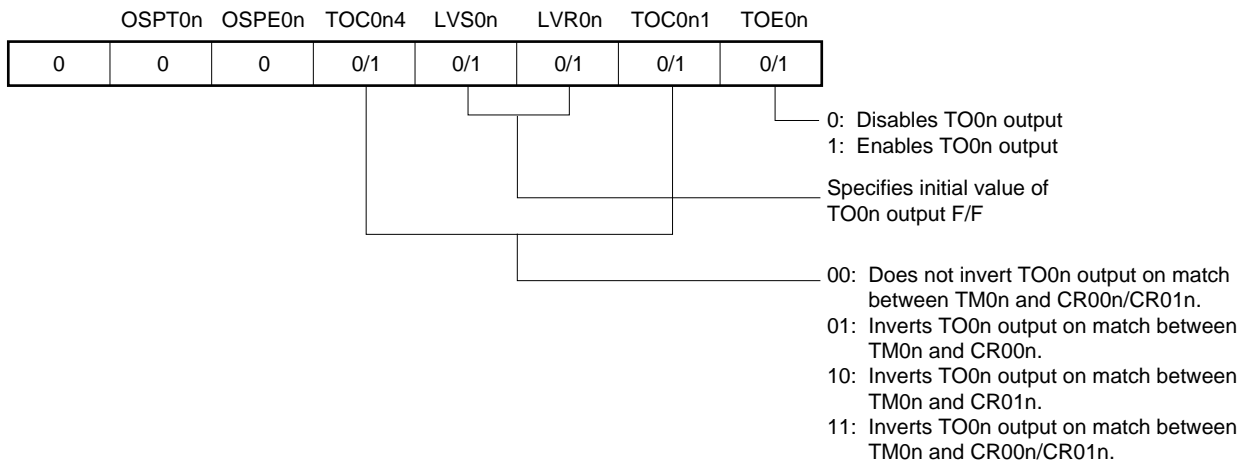 OSPT0n OSPE0n TOC0n4 LVS0n LVR0n TOC0n1 TOE0n
0 0 0 0/1 0/1 0/1 0/1 0/1
0: Disables TO0n output
1: Enables TO0n output
Specifies initial value of
TO0n output F/F
00: Does not invert TO0n output on match
between TM0n and CR00n/CR01n.
01: Inverts TO0n output on match between
TM0n and CR00n.
10: Inverts TO0n output on match between
TM0n and CR01n.
11: Inverts TO0n output on match between
TM0n and CR00n/CR01n.